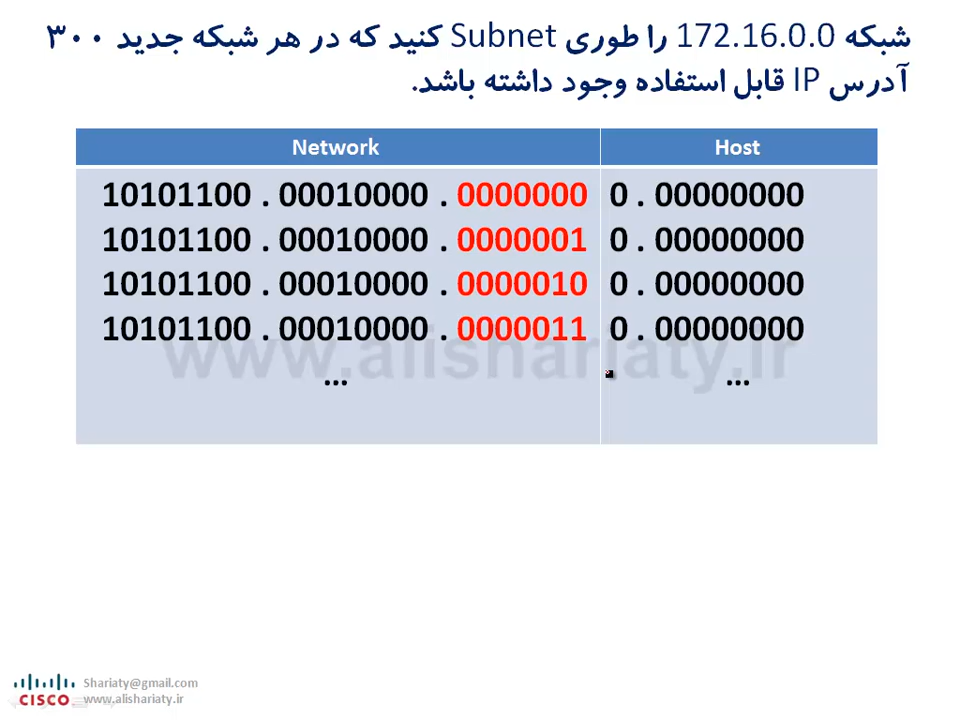 شبکه 172.16.0.0 را طوری Subnet کنید که در هر شبکه جدید ۳۰۰
آدرس IP قابل استفاده وجود داشته باشد.
Network Host
10101100 . 00010000 . 0000000 0 . 00000000
10101100 . 00010000 . 0000001 0 . 00000000
10101100 . 00010000 . 0000010 0 . 00000000
10101100 . 00010000 . 0000011 0 . 00000000
www.alishariaty.ir
... ...
Shariaty@gmail.com
www.alishariaty.ir
CISCO